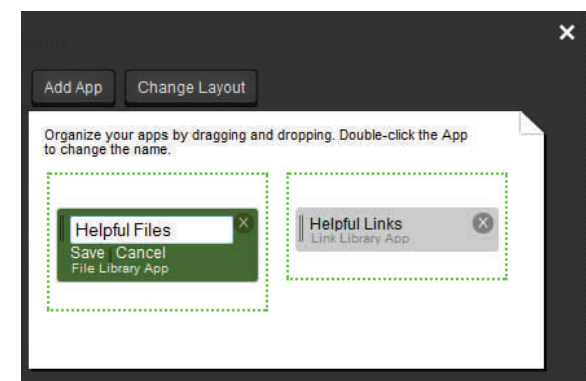 Add App Change Layout
Organize your apps by dragging and dropping. Double-click the App
to change the name.
Helpful Files X
Save | Cancel
File Library App
Helpful Links X
Link Library App